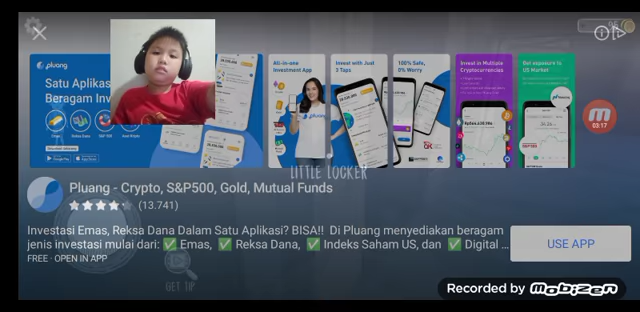 95
pluang
Satu Aplikas
Beragam Inv
All-in-one
Investment App
Invest with Just
3 Taps
100% Safe,
0% Worry
Invest in Multiple
Cryptocurrencies
Get exposure to
US Market
pluang
03:17
LITTLE LOCKER
Pluang - Crypto, S&P500, Gold, Mutual Funds
(13.741)
Investasi Emas, Reksa Dana Dalam Satu Aplikasi? BISA!! Di Pluang menyediakan beragam
jenis investasi mulai dari: ✅ Emas, ✅ Reksa Dana, ✅ Indeks Saham US, dan ✅ Digital ...
FREE · OPEN IN APP
USE APP
GET TIP
Recorded by Mobizen